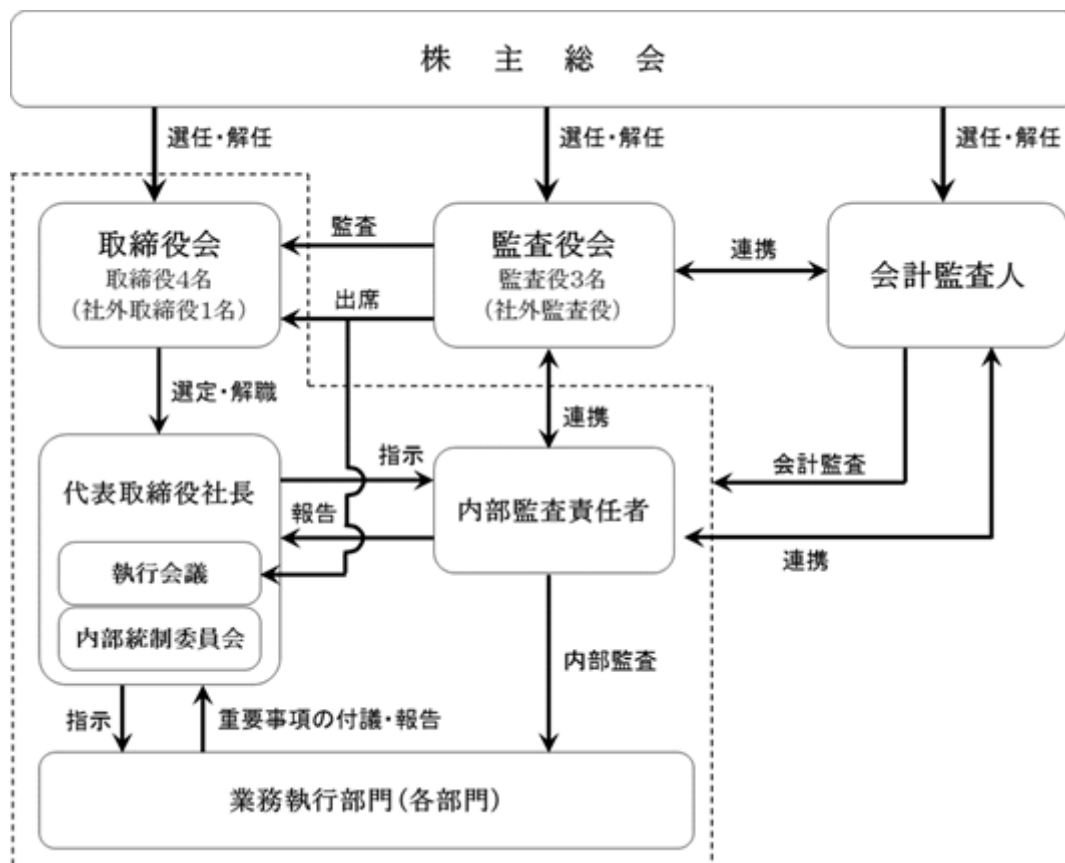 株 主 総 会
選任・解任
選任・解任
選任・解任
取締役会
取締役4名
(社外取締役1名)
監査
出席
監査役会
監査役3名
(社外監査役)
連携
会計監査人
選定・解職
連携
会計監査
代表取締役社長
指示
報告
内部監査責任者
連携
執行会議
内部統制委員会
内部監査
指示
重要事項の付議・報告
業務執行部門(各部門)